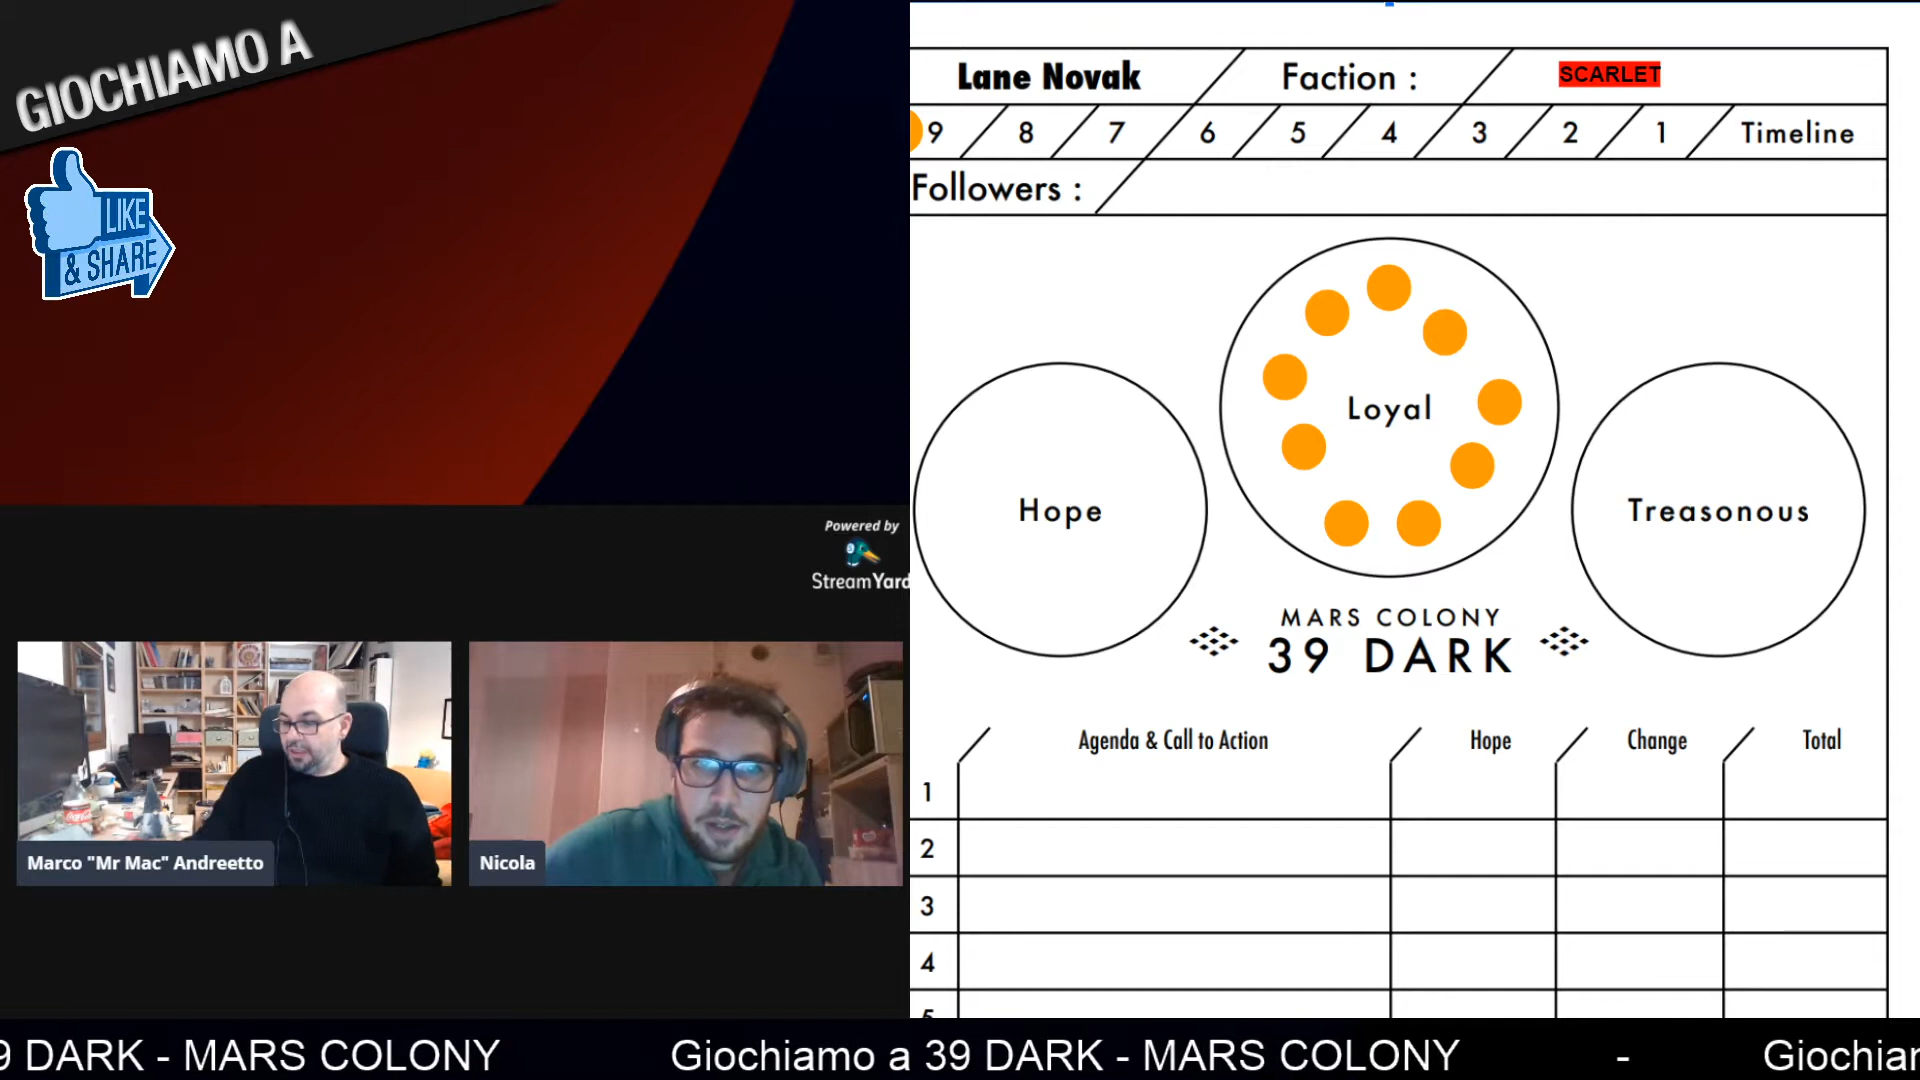 GIOCHIAMO A
LIKE
& SHARE
Powered by
StreamYard
Marco "Mr Mac" Andreetto
Nicola
Lane Novak
Faction :
SCARLET
9 8 7 6 5 4 3 2 1 Timeline
Followers :
Loyal
Hope
Treasonous
MARS COLONY
39 DARK
Agenda & Call to Action Hope Change Total
1
2
3
4
5
9 DARK - MARS COLONY Giochiamo a 39 DARK - MARS COLONY - Giochiar